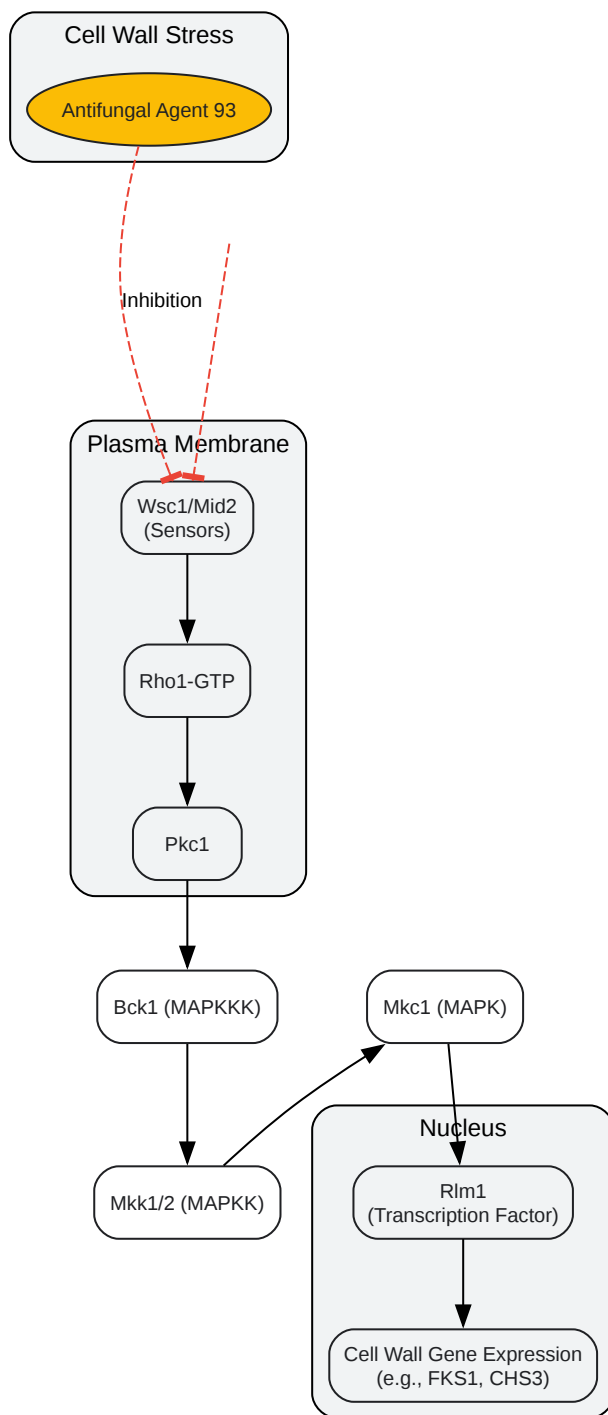 Cell Wall Stress
Antifungal Agent 93
Inhibition
Plasma Membrane
Wsc1/Mid2
(Sensors)
Rho1-GTP
Pkc1
Bck1 (MAPKKK)
Mkc1 (MAPK)
Nucleus
Mkk1/2 (MAPKK)
Rlm1
(Transcription Factor)
Cell Wall Gene Expression
(e.g., FKS1, CHS3)